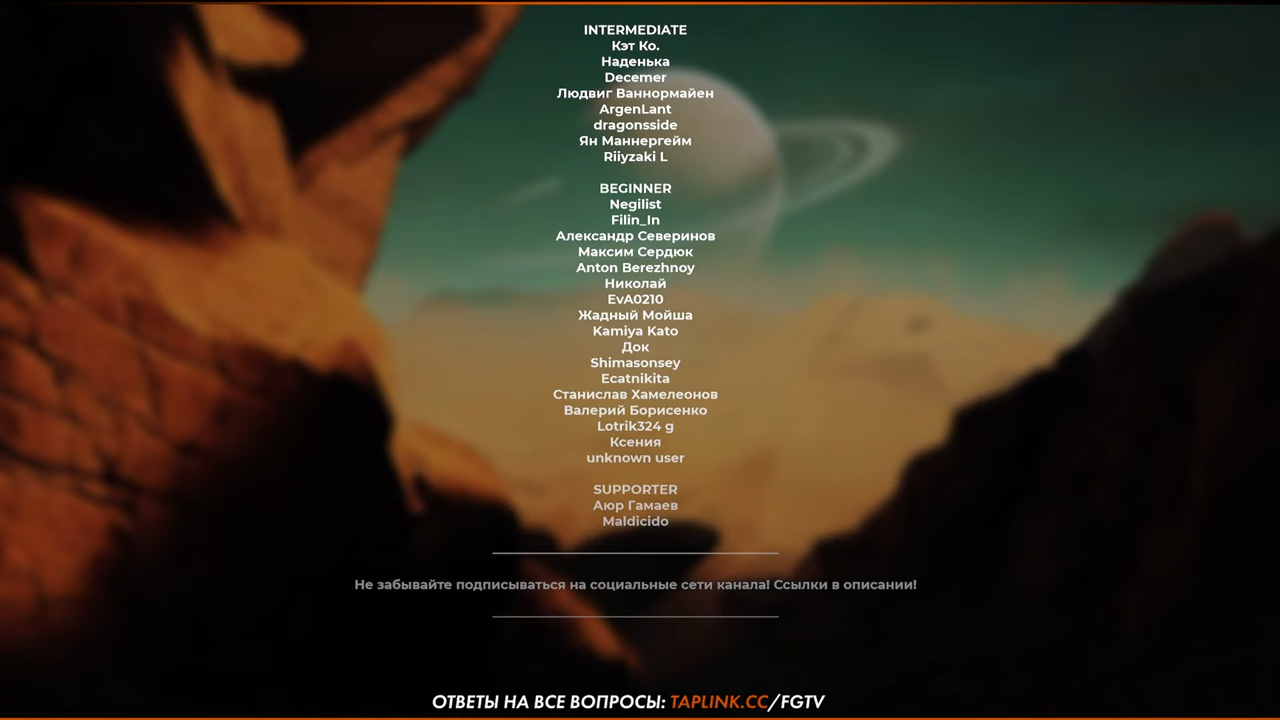 INTERMEDIATE
Кэт Ко.
Наденька
Decemer
Людвиг Ваннормайен
ArgenLant
dragonsside
Ян Маннергейм
Riiyzaki L
BEGINNER
Negilist
Filin_In
Александр Северинов
Максим Сердюк
Anton Berezhnoy
Николай
EvA0210
Жадный Мойша
Kamiya Kato
Док
Shimasonsey
Ecatnikita
Станислав Хамелеонов
Валерий Борисенко
Lotrik324 g
Ксения
unknown user
SUPPORTER
Аюр Гамаев
Maldicido
Не забывайте подписываться на социальные сети канала! Ссылки в описании!
ОТВЕТЫ НА ВСЕ ВОПРОСЫ: TAPLINK.CC/FGTV